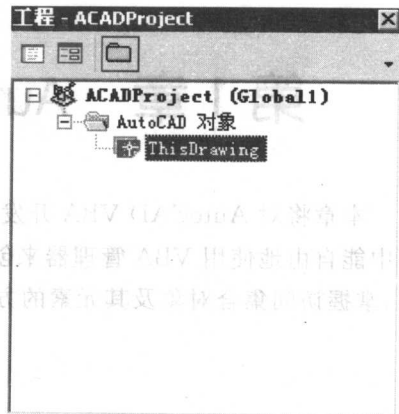 工程 - ACADProject
ACADProject (Global1)
AutoCAD 对象
ThisDrawing